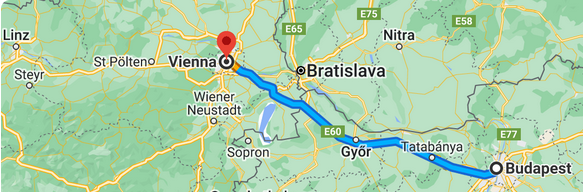 E58
E75
E65
Linz
Nitra
St Pölten
Vienna
Bratislava
Steyr
Wiener
Neustadt
E60
E77
Sopron
Győr
Tatabánya
Budapest